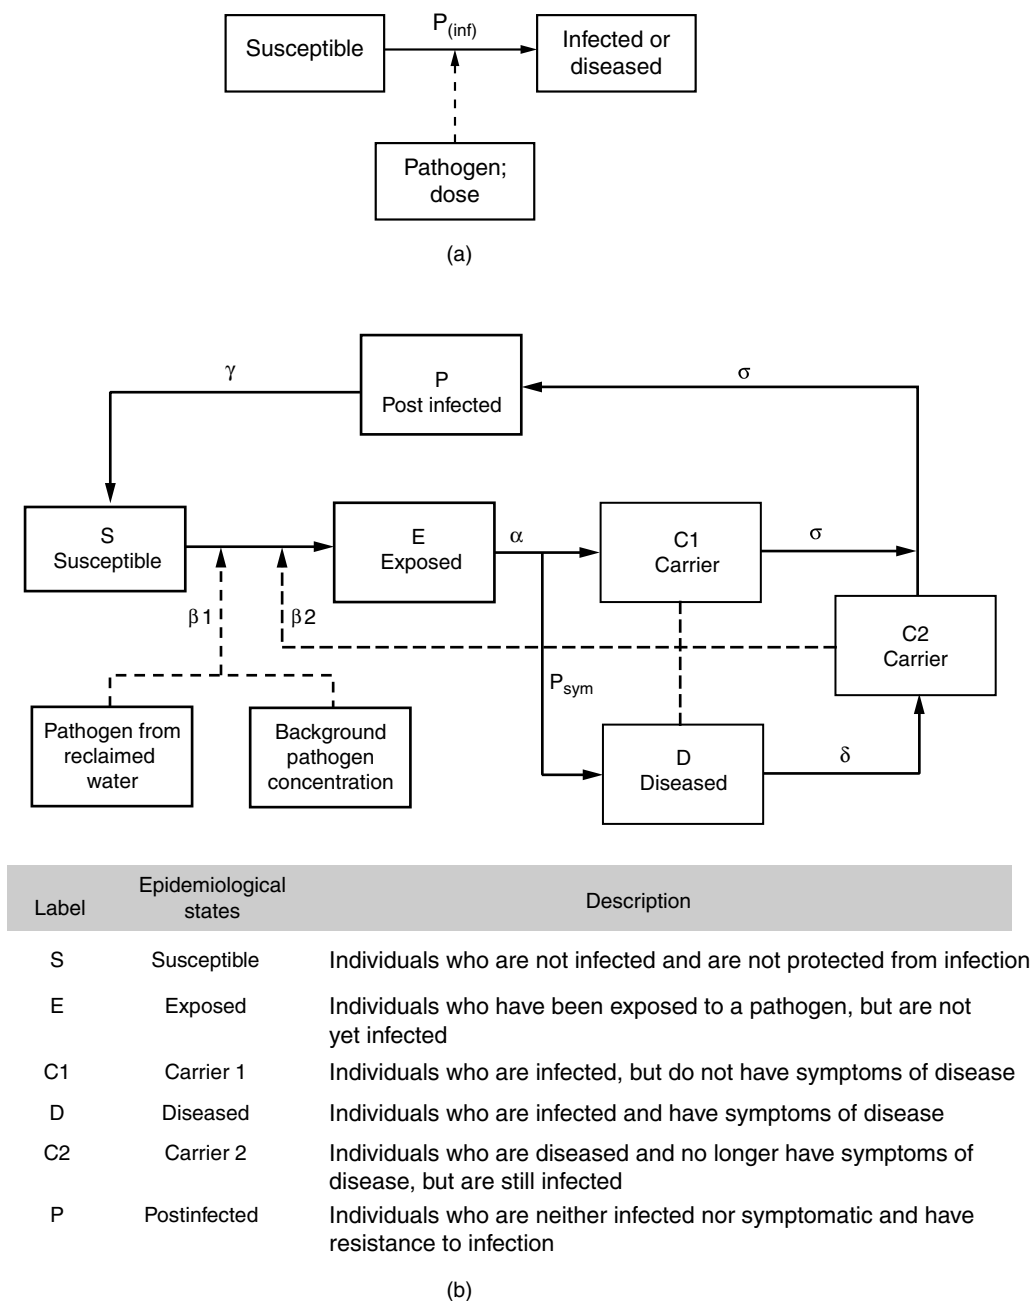 P(inf)
Susceptible
Infected or
diseased
Pathogen;
dose
(a)
γ
P
Post infected
σ
S
Susceptible
E
Exposed
α
C1
Carrier
σ
β1
β2
C2
Carrier
Psym
Pathogen from
reclaimed
water
Background
pathogen
concentration
D
Diseased
δ
Label
Epidemiological
states
Description
S Susceptible Individuals who are not infected and are not protected from infection
E Exposed Individuals who have been exposed to a pathogen, but are not
yet infected
C1 Carrier 1 Individuals who are infected, but do not have symptoms of disease
D Diseased Individuals who are infected and have symptoms of disease
C2 Carrier 2 Individuals who are diseased and no longer have symptoms of
disease, but are still infected
P Postinfected Individuals who are neither infected nor symptomatic and have
resistance to infection
(b)